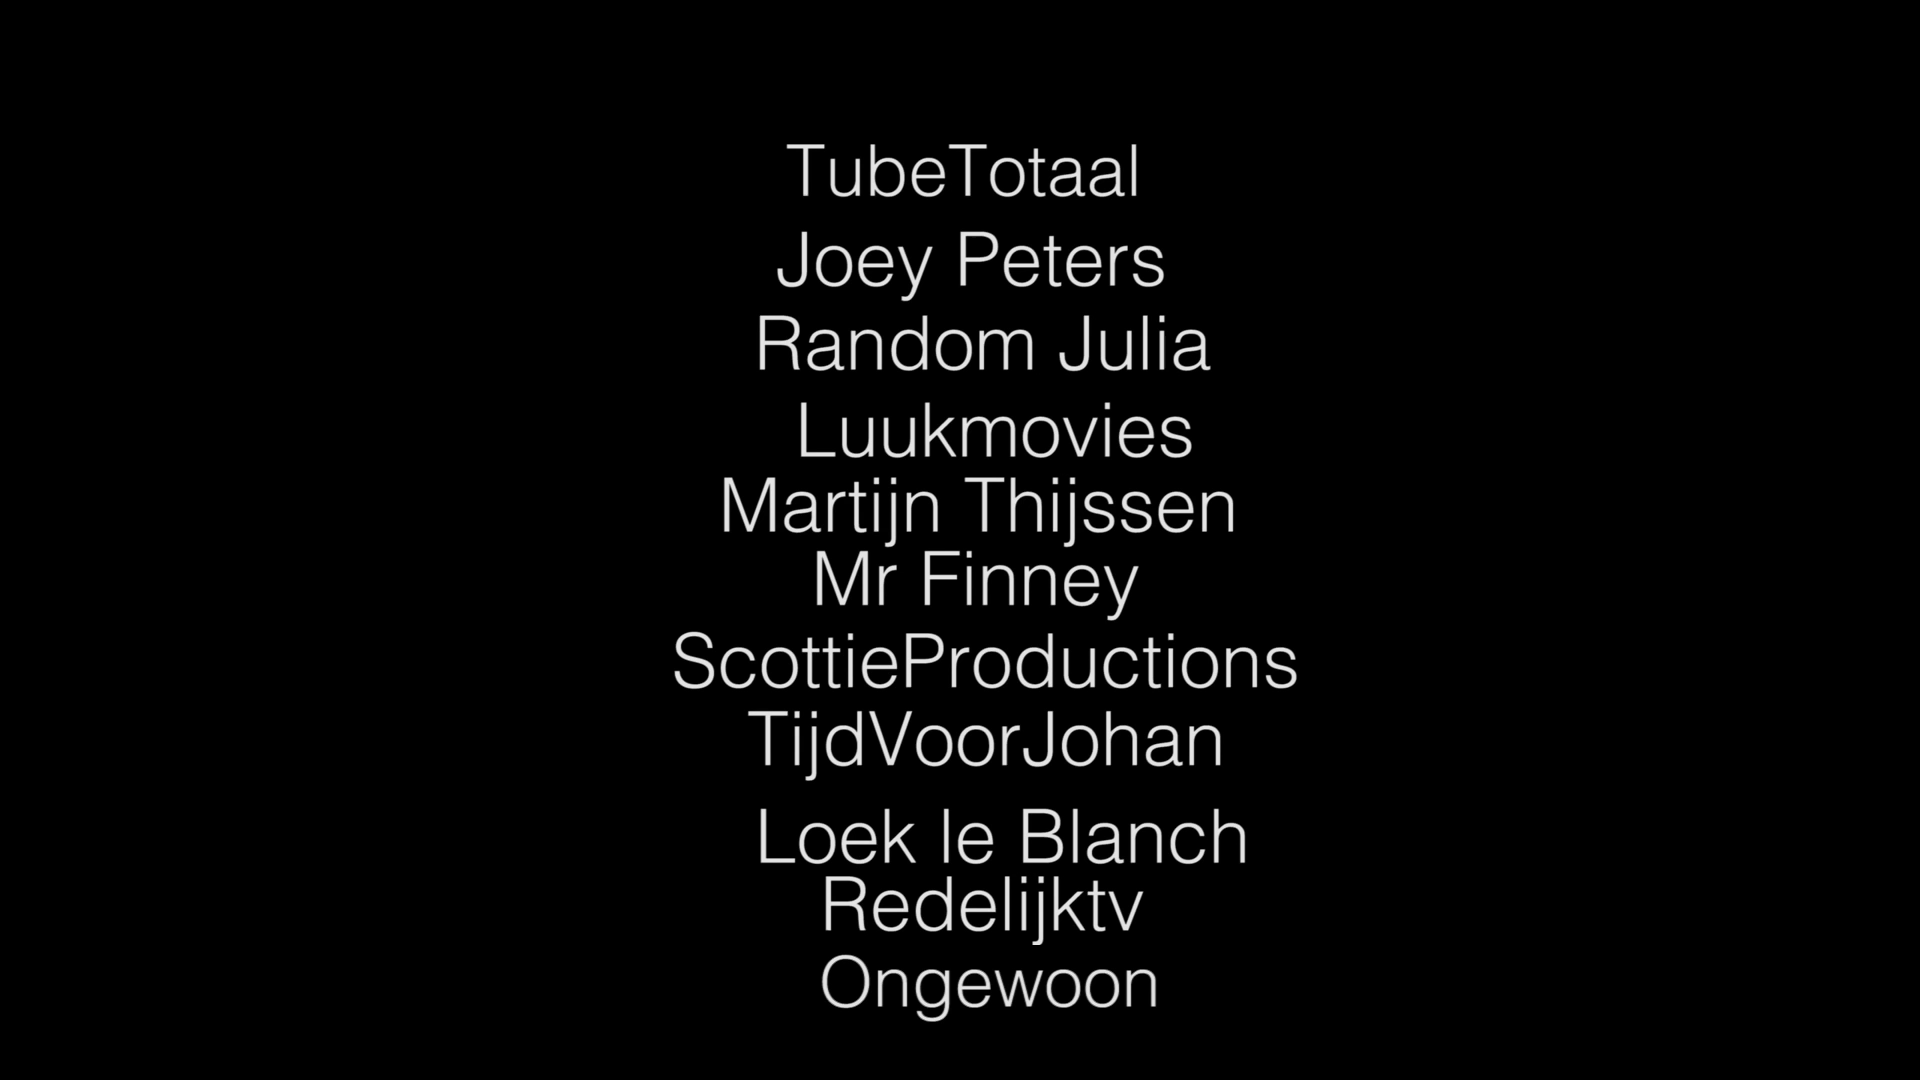 TubeTotaal
Joey Peters
Random Julia
Luukmovies
Martijn Thijssen
Mr Finney
ScottieProductions
TijdVoorJohan
Loek le Blanch
Redelijktv
Ongewoon